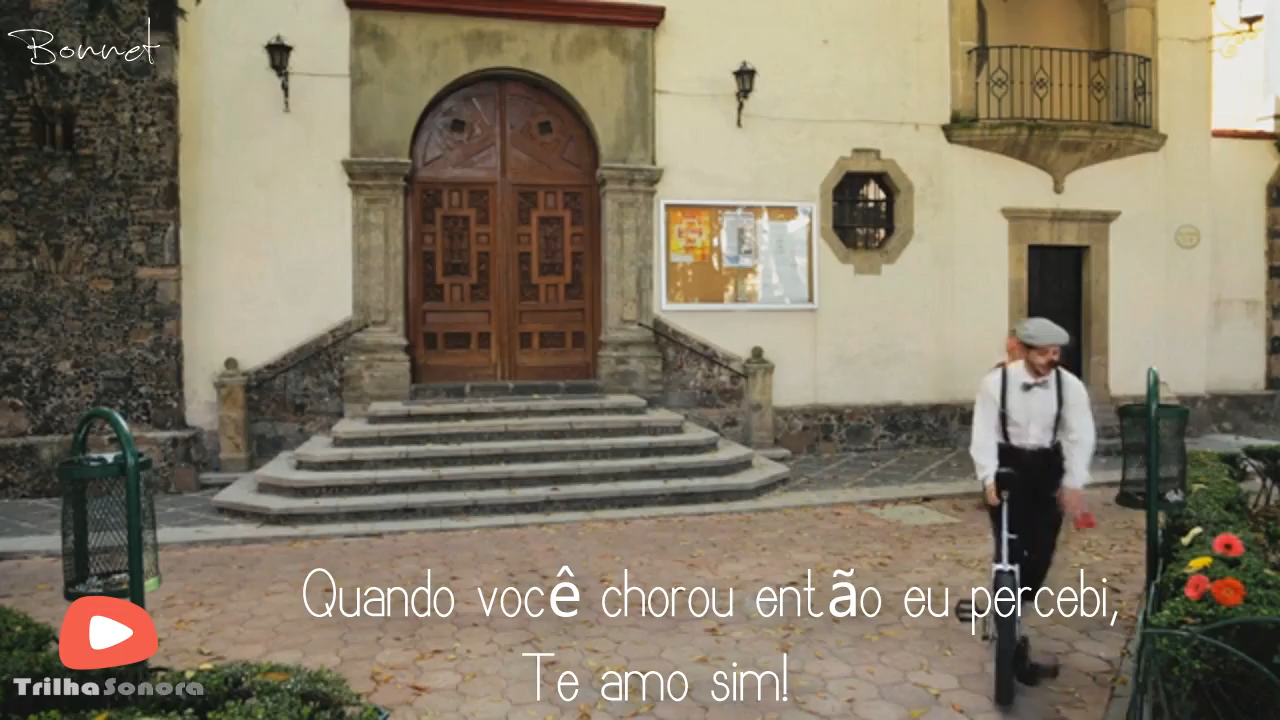 Bonnet
Quando você chorou então eu percebi,
Te amo sim!
TrilhaSonora